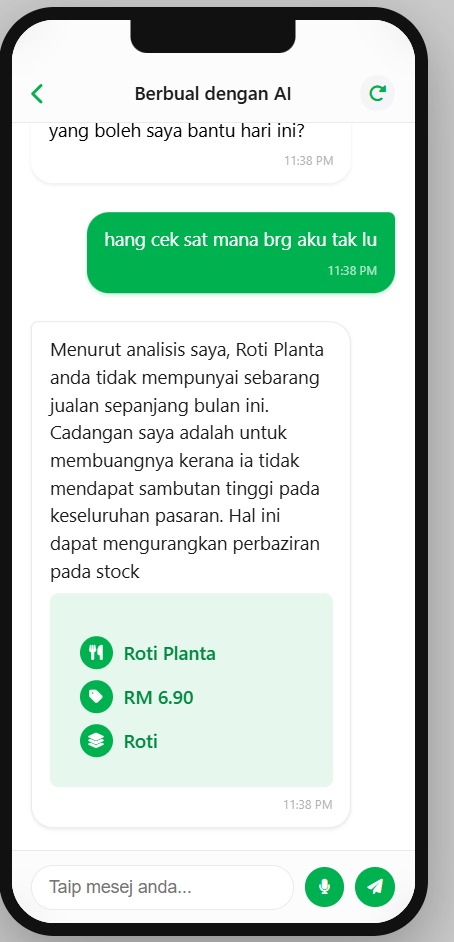 Berbual dengan AI
yang boleh saya bantu hari ini?
11:38 PM
hang cek sat mana brg aku tak lu
11:38 PM
Menurut analisis saya, Roti Planta
anda tidak mempunyai sebarang
jualan sepanjang bulan ini.
Cadangan saya adalah untuk
membuangnya kerana ia tidak
mendapat sambutan tinggi pada
keseluruhan pasaran. Hal ini
dapat mengurangkan perbaziran
pada stock
Roti Planta
RM 6.90
Roti
11:38 PM
Taip mesej anda...